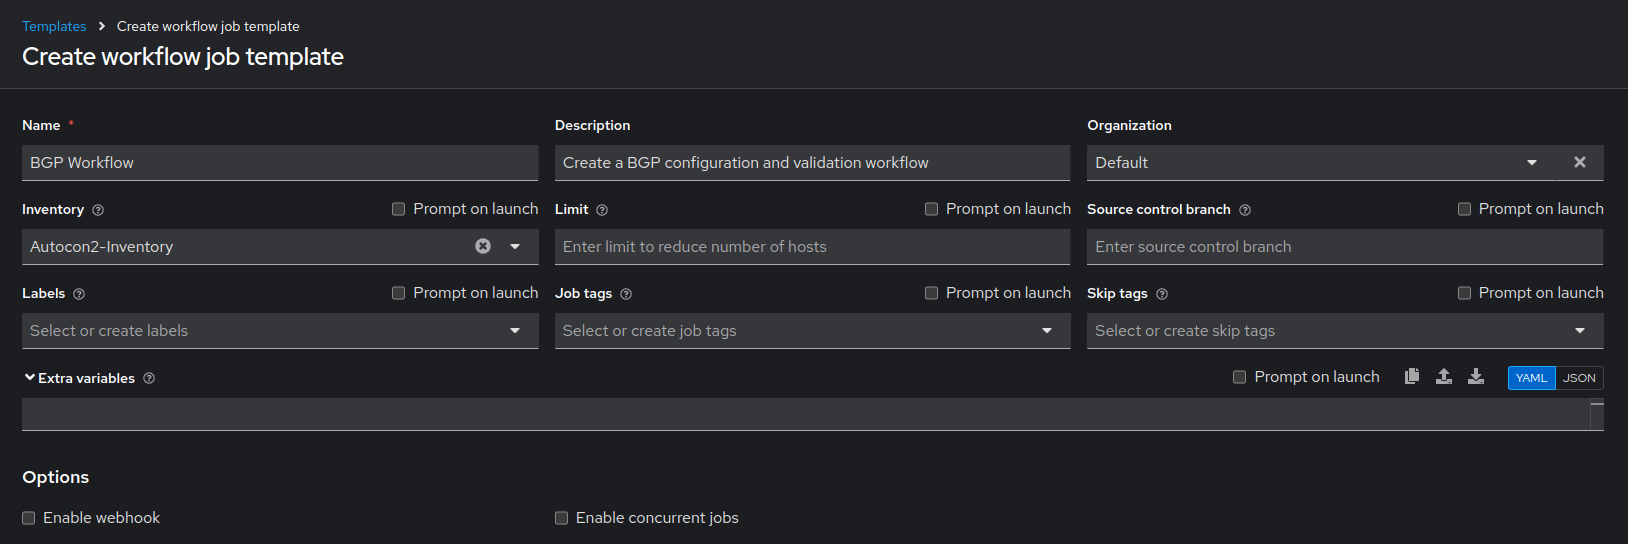 Templates Create workflow job template
Create workflow job template
Name * Description Organization
BGP Workflow Create a BGP configuration and validation workflow Default
Inventory Prompt on launch Limit Prompt on launch Source control branch Prompt on launch
Autocon2-Inventory Enter limit to reduce number of hosts Enter source control branch
Labels Prompt on launch Job tags Prompt on launch Skip tags Prompt on launch
Select or create labels Select or create job tags Select or create skip tags
Extra variables Prompt on launch YAML JSON
Options
Enable webhook Enable concurrent jobs